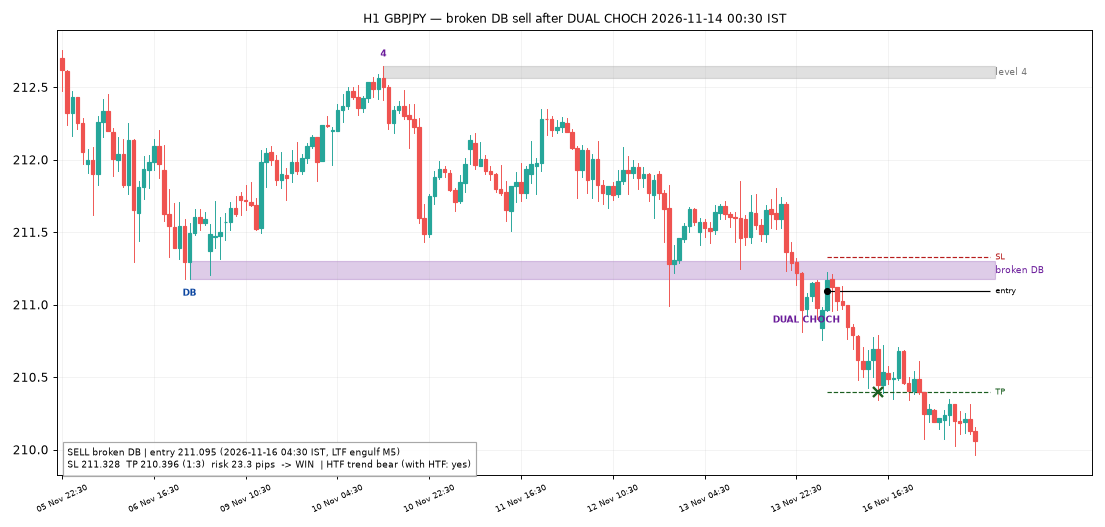 H1 GBPJPY — broken DB sell after DUAL CHOCH 2026-11-14 00:30 IST
4
level 4
212.5
212.0
211.5
SL
broken DB
DB
entry
211.0
DUAL CHOCH
210.5
TP
210.0
SELL broken DB | entry 211.095 (2026-11-16 04:30 IST, LTF engulf M5)
SL 211.328  TP 210.396 (1:3)  risk 23.3 pips  -> WIN  | HTF trend bear (with HTF: yes)
05 Nov 22:30
06 Nov 16:30
09 Nov 10:30
10 Nov 04:30
10 Nov 22:30
11 Nov 16:30
12 Nov 10:30
13 Nov 04:30
13 Nov 22:30
16 Nov 16:30